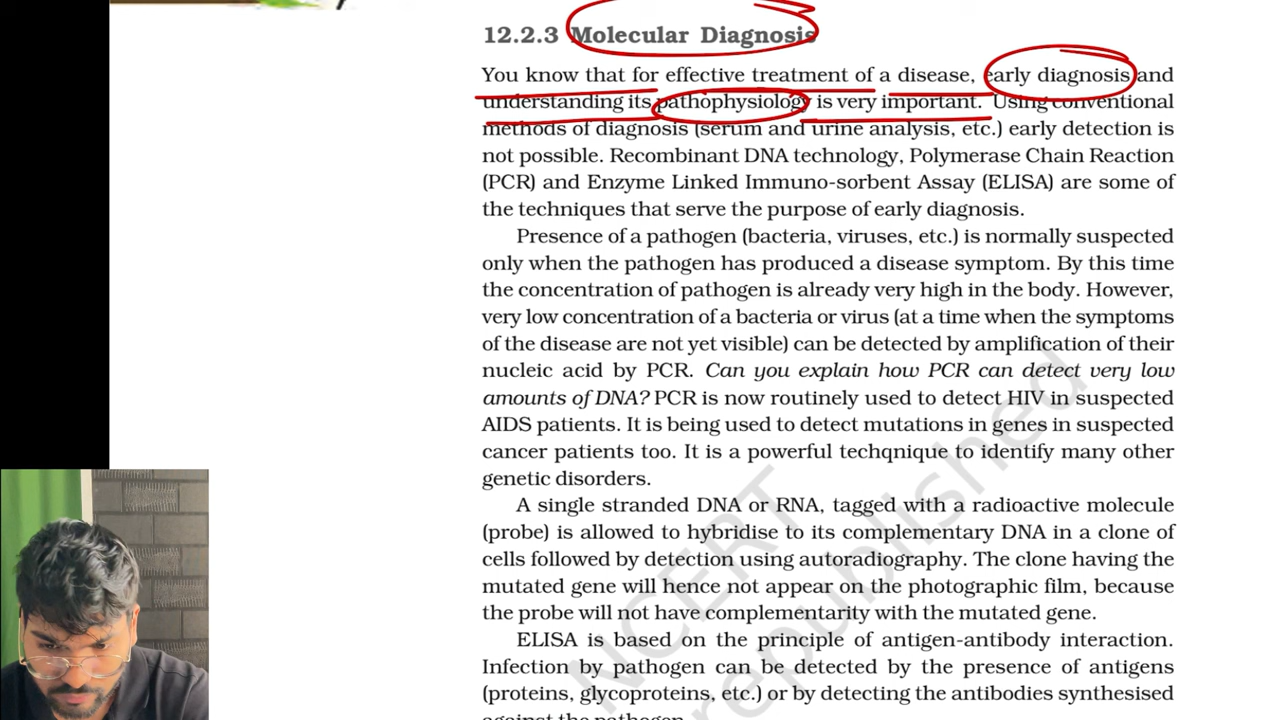 12.2.3 Molecular Diagnosis
You know that for effective treatment of a disease, early diagnosis and
understanding its pathophysiology is very important. Using conventional
methods of diagnosis (serum and urine analysis, etc.) early detection is
not possible. Recombinant DNA technology, Polymerase Chain Reaction
(PCR) and Enzyme Linked Immuno-sorbent Assay (ELISA) are some of
the techniques that serve the purpose of early diagnosis.
Presence of a pathogen (bacteria, viruses, etc.) is normally suspected
only when the pathogen has produced a disease symptom. By this time
the concentration of pathogen is already very high in the body. However,
very low concentration of a bacteria or virus (at a time when the symptoms
of the disease are not yet visible) can be detected by amplification of their
nucleic acid by PCR. Can you explain how PCR can detect very low
amounts of DNA? PCR is now routinely used to detect HIV in suspected
AIDS patients. It is being used to detect mutations in genes in suspected
cancer patients too. It is a powerful techqnique to identify many other
genetic disorders.
A single stranded DNA or RNA, tagged with a radioactive molecule
(probe) is allowed to hybridise to its complementary DNA in a clone of
cells followed by detection using autoradiography. The clone having the
mutated gene will hence not appear on the photographic film, because
the probe will not have complementarity with the mutated gene.
ELISA is based on the principle of antigen-antibody interaction.
Infection by pathogen can be detected by the presence of antigens
(proteins, glycoproteins, etc.) or by detecting the antibodies synthesised
against the pathogen.
NCERT
republished